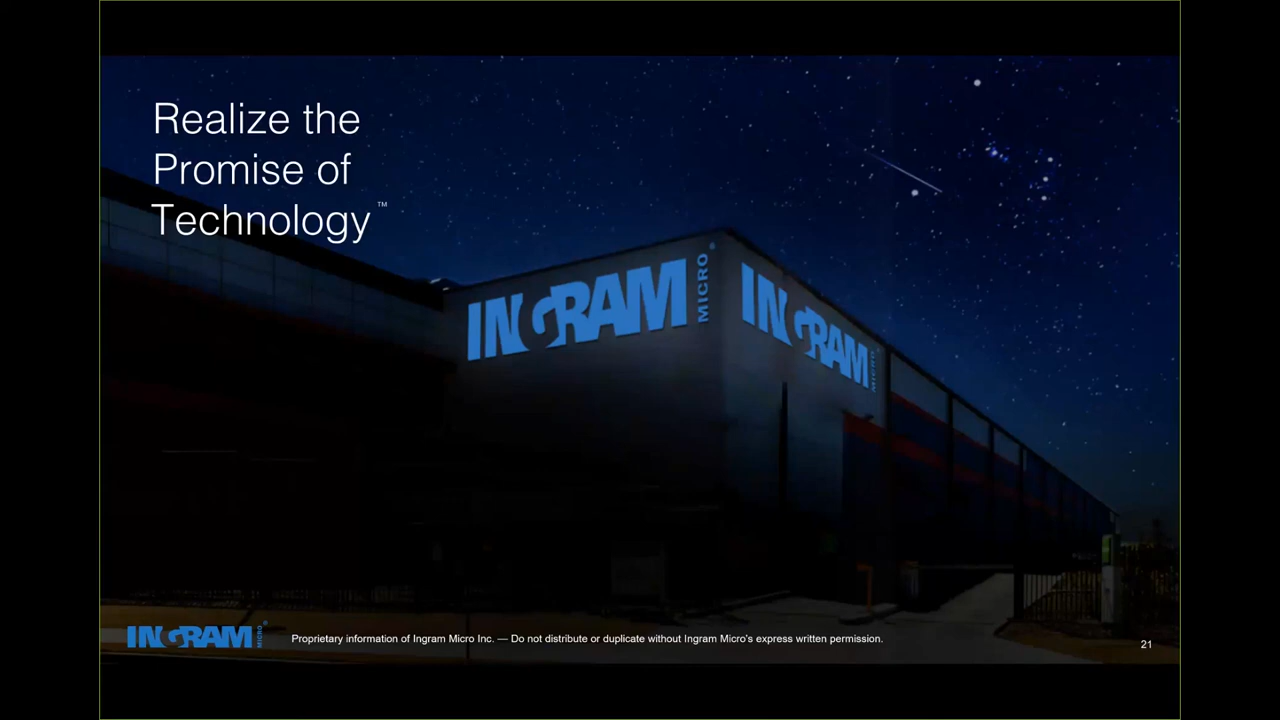 Realize the
Promise of
Technology™
INGRAM MICRO®
INGRAM MICRO
INGRAM MICRO®
Proprietary information of Ingram Micro Inc. — Do not distribute or duplicate without Ingram Micro's express written permission.
21